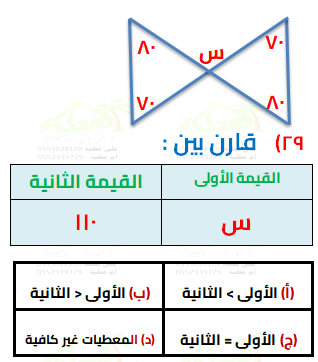 ٨٠ س ٧٠
٧٠ ٨٠
٢٩) قارن بين :
القيمة الأولى القيمة الثانية
س ١١٠
(أ) الأولى > الثانية (ب) الأولى < الثانية
(ج) الأولى = الثانية (د) المعطيات غير كافية